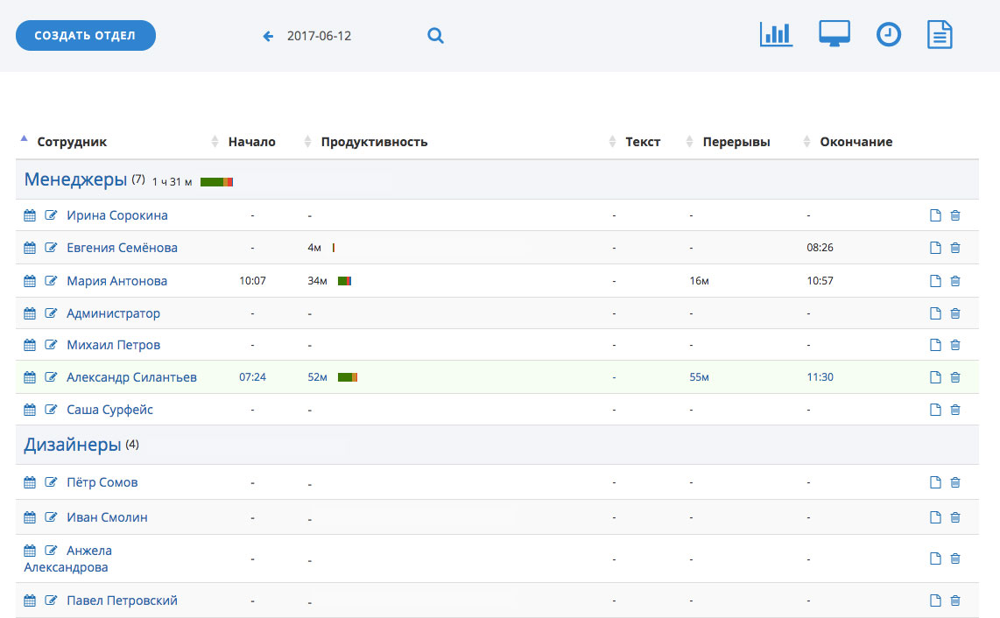 СОЗДАТЬ ОТДЕЛ 2017-06-12
Сотрудник Начало Продуктивность Текст Перерывы Окончание
Менеджеры (7) 1 ч 31 м
Ирина Сорокина - - - - -
Евгения Семёнова - 4м - - 08:26
Мария Антонова 10:07 34м - 16м 10:57
Администратор - - - - -
Михаил Петров - - - - -
Александр Силантьев 07:24 52м - 55м 11:30
Саша Сурфейс - - - - -
Дизайнеры (4)
Пётр Сомов - - - - -
Иван Смолин - - - - -
Анжела
Александрова - - - - -
Павел Петровский - - - - -